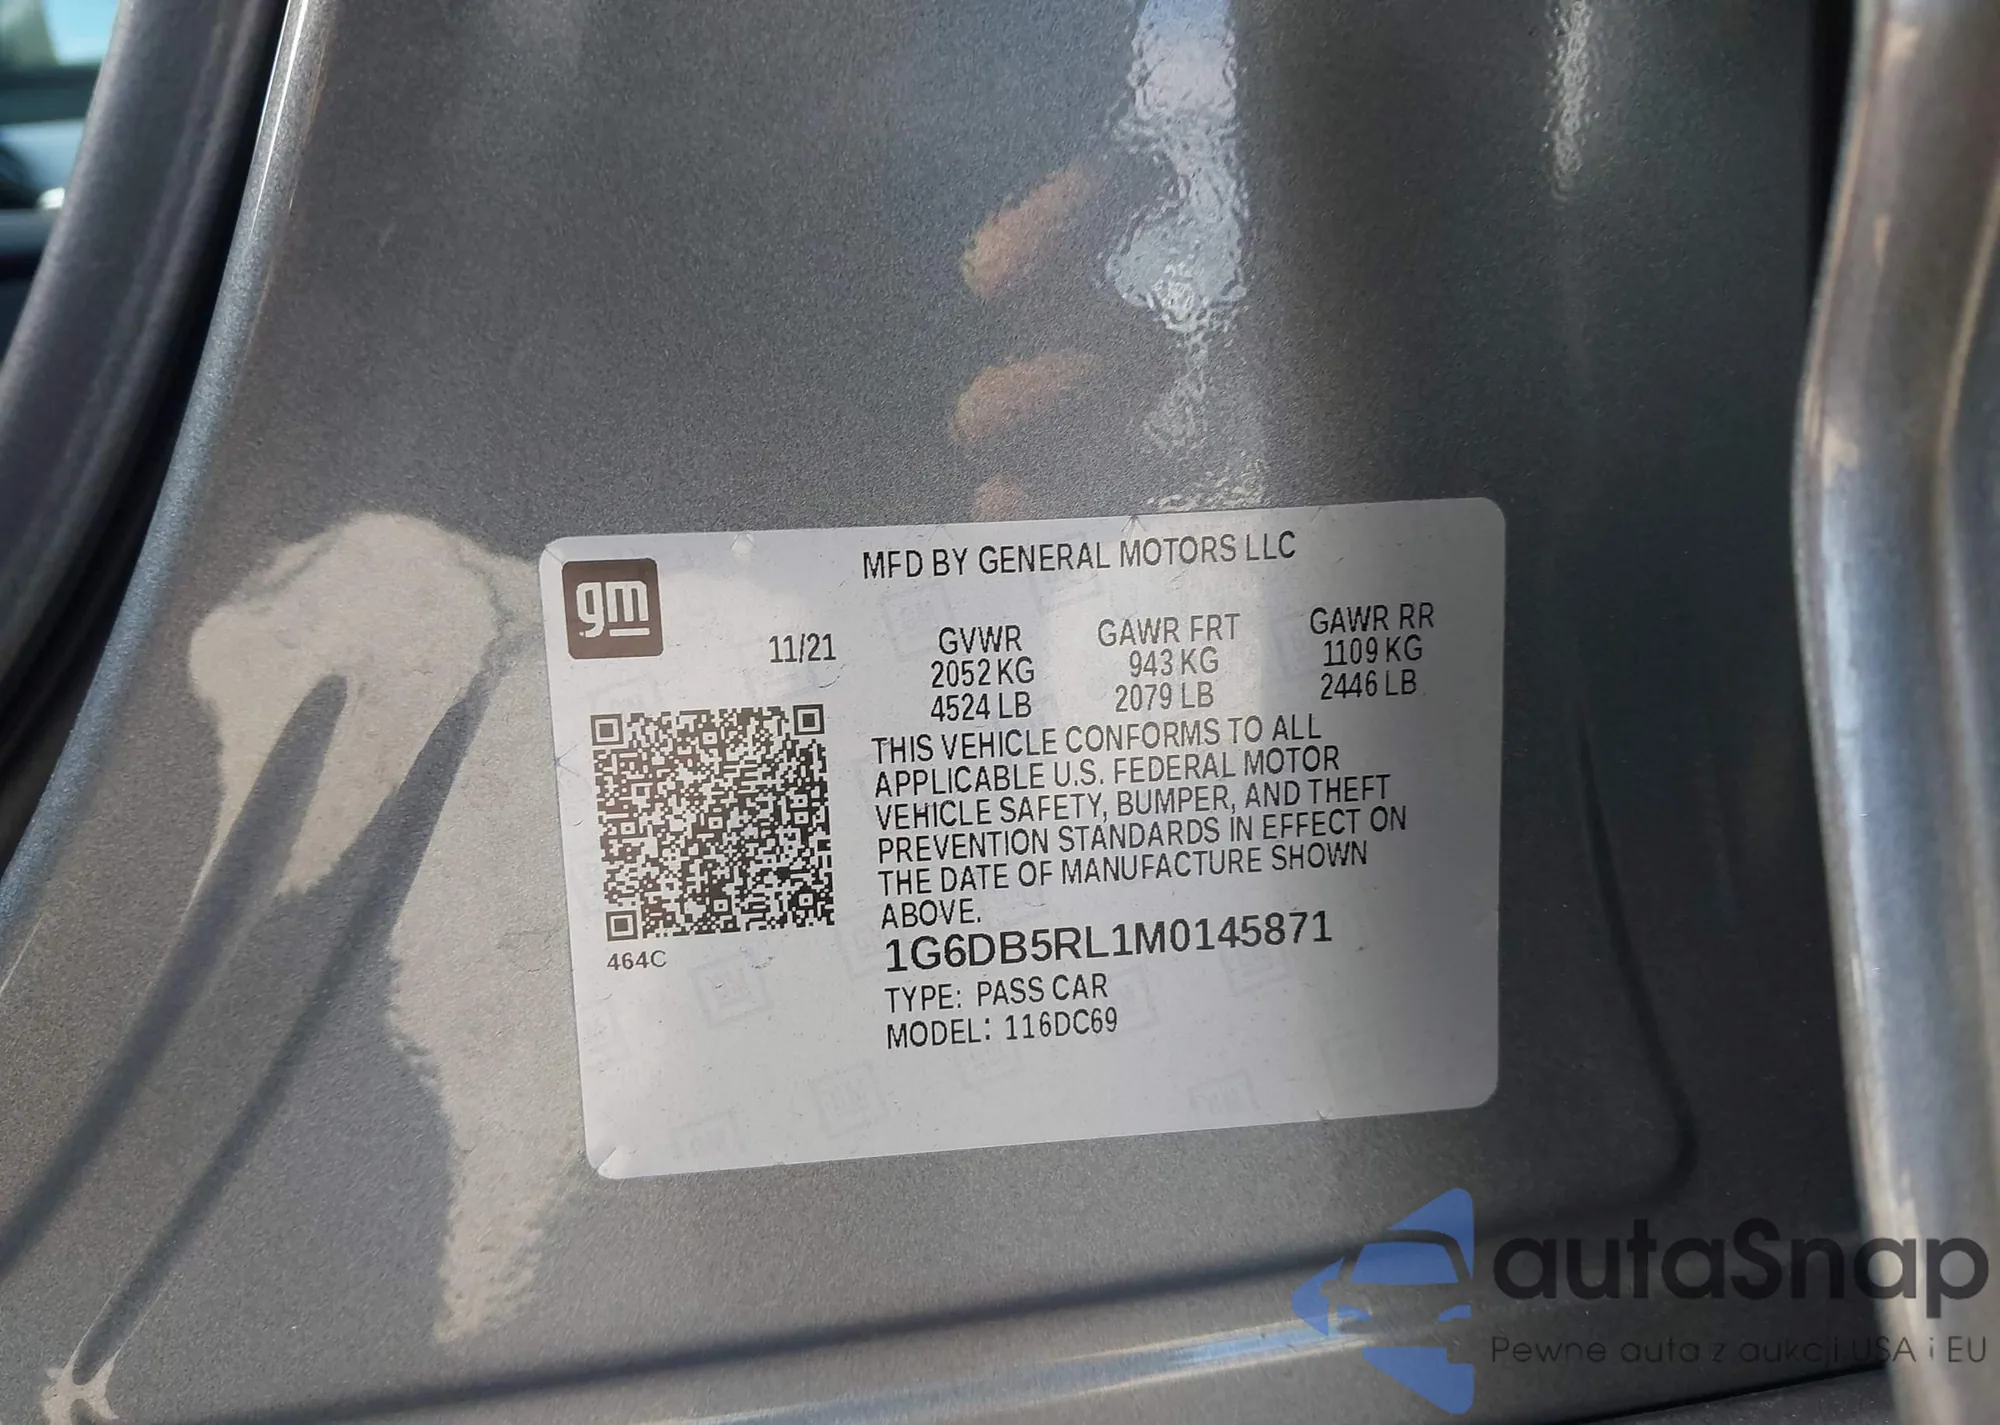 gm
MFD BY GENERAL MOTORS LLC
11/21
GVWR GAWR FRT GAWR RR
2052 KG 943 KG 1109 KG
4524 LB 2079 LB 2446 LB
THIS VEHICLE CONFORMS TO ALL
APPLICABLE U.S. FEDERAL MOTOR
VEHICLE SAFETY, BUMPER, AND THEFT
PREVENTION STANDARDS IN EFFECT ON
THE DATE OF MANUFACTURE SHOWN
ABOVE.
464C
1G6DB5RL1M0145871
TYPE: PASS CAR
MODEL: 116DC69
autaSnap
Pewne auta z aukcji USA i EU